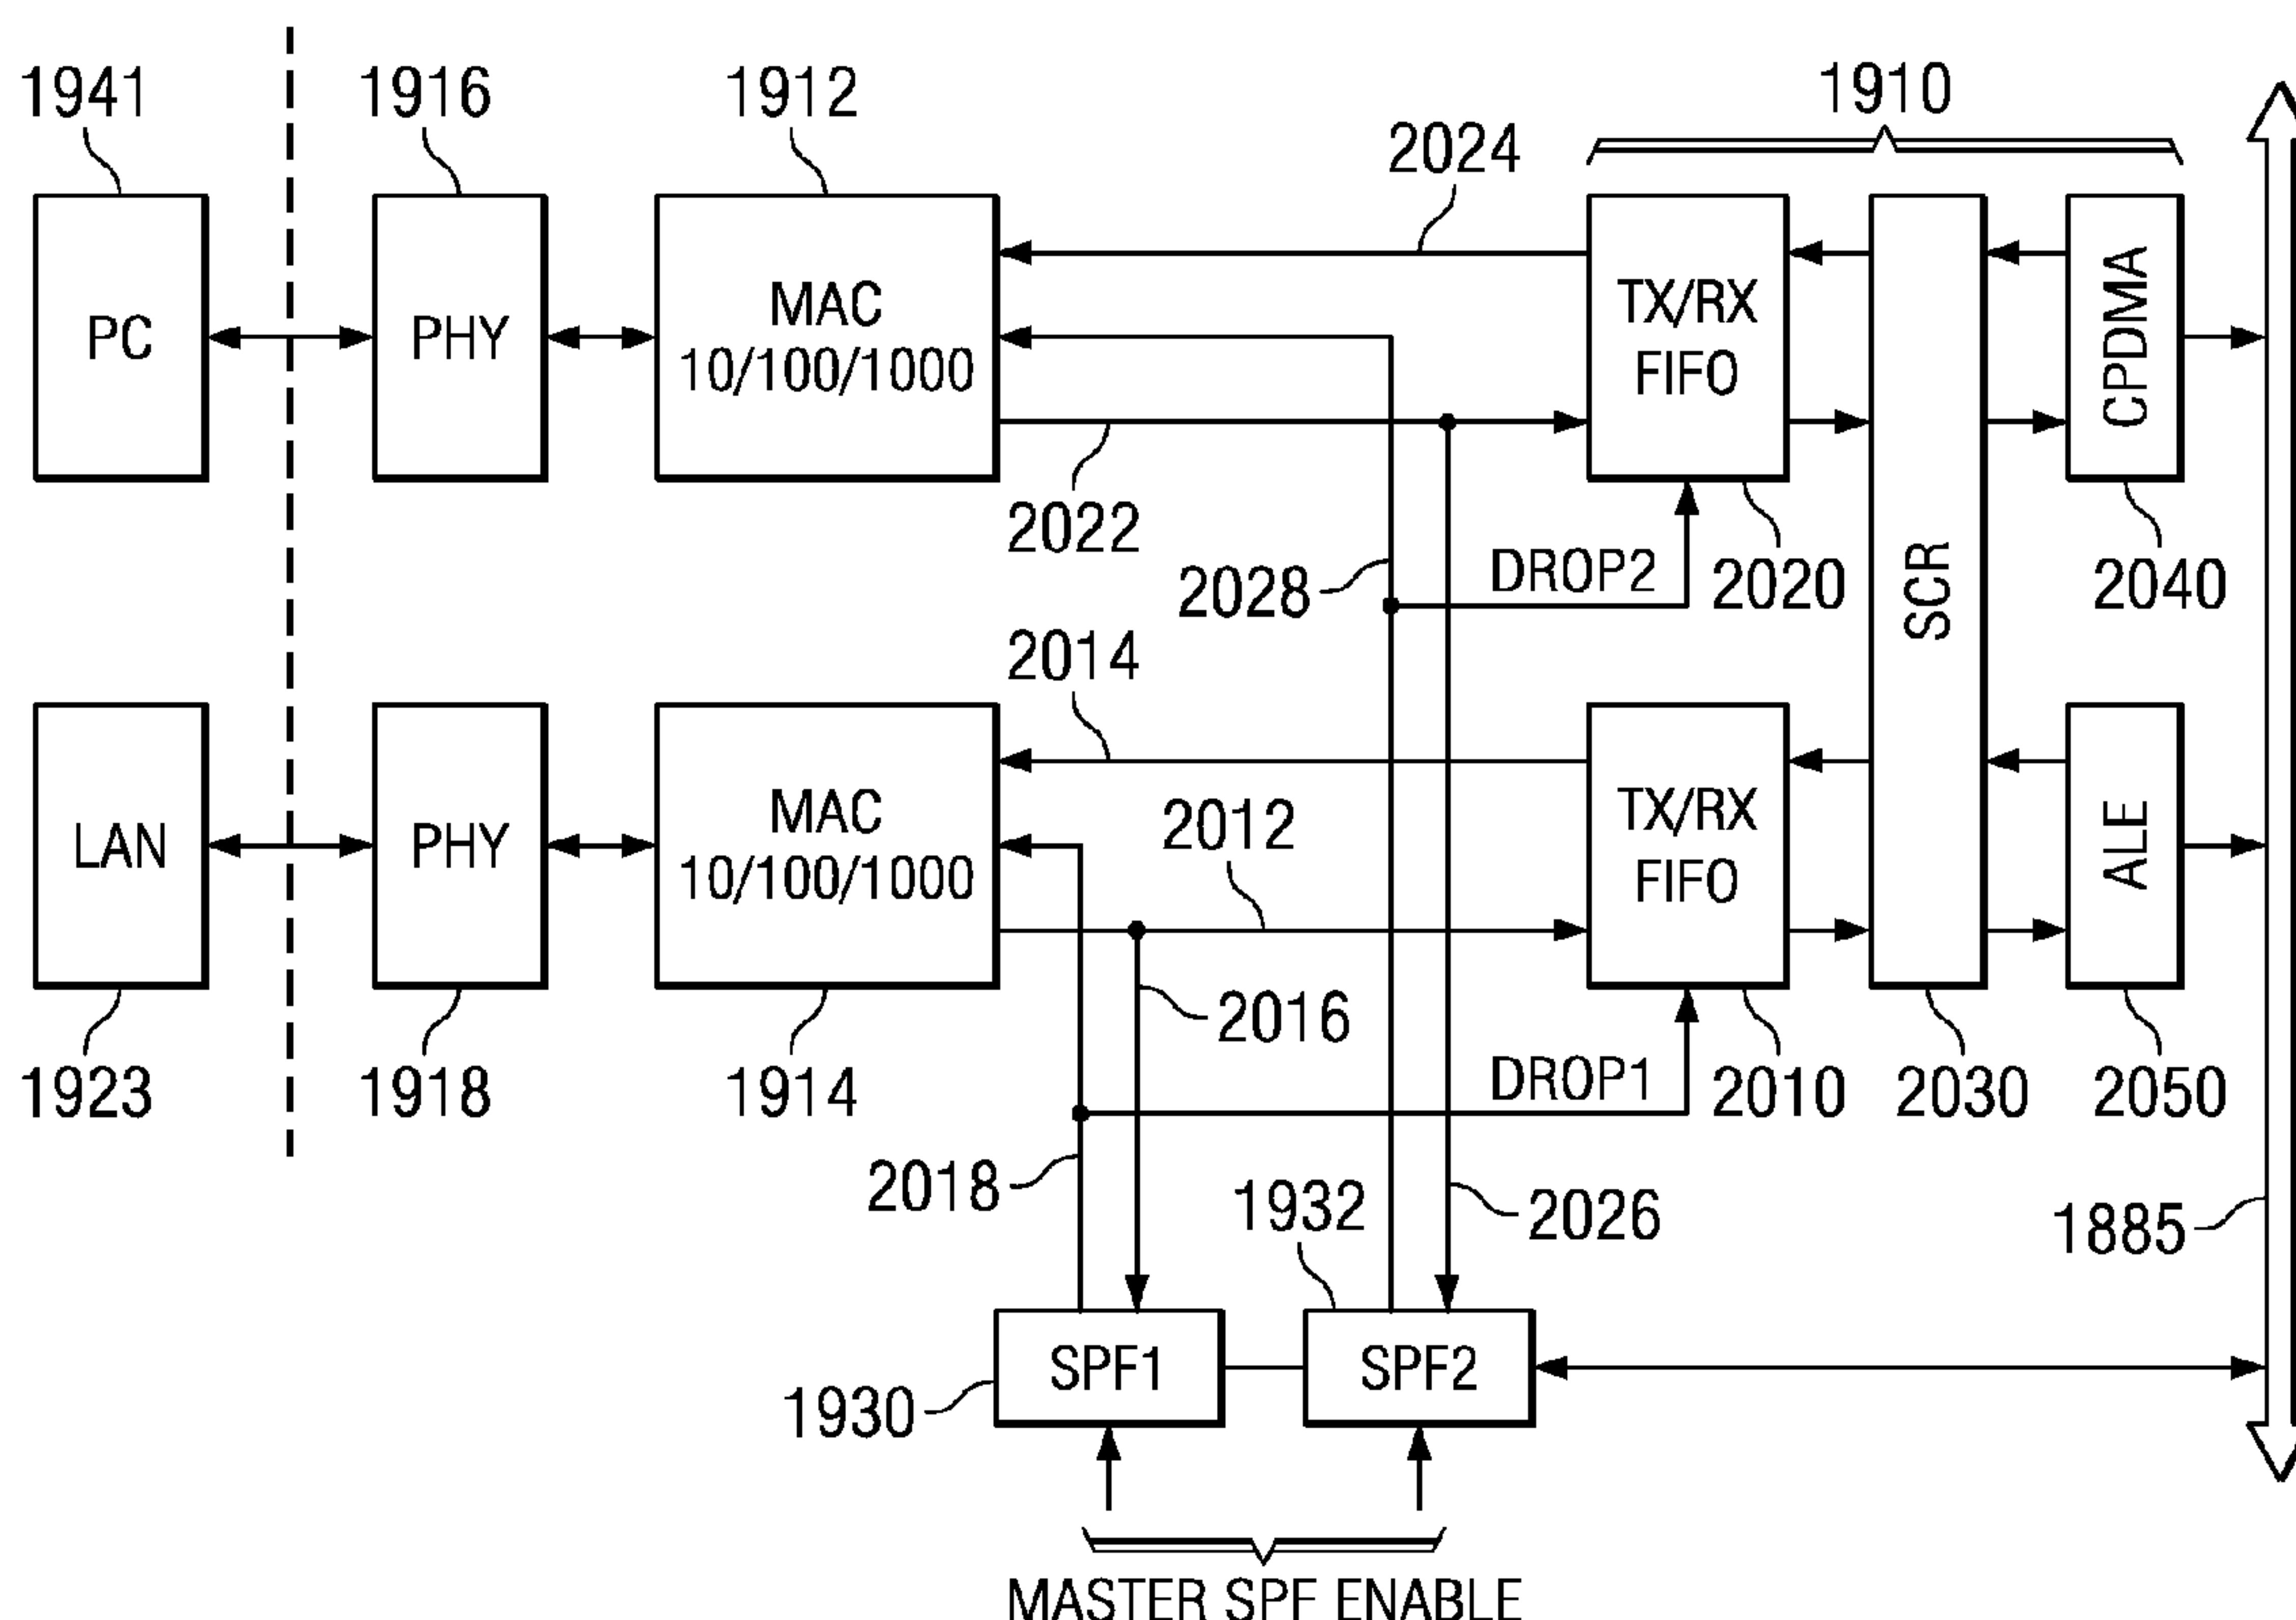 1941
1916
1912
1910
2024
PC
PHY
MAC
10/100/1000
TX/RX
FIFO
CPDMA
2022
2028
DROP2
2020
SCR
2040
2014
LAN
PHY
MAC
10/100/1000
2012
TX/RX
FIFO
ALE
2016
1923
1918
1914
DROP1
2010
2030
2050
2018
1932
2026
1885
SPF1
SPF2
1930
MASTER SPF ENABLE